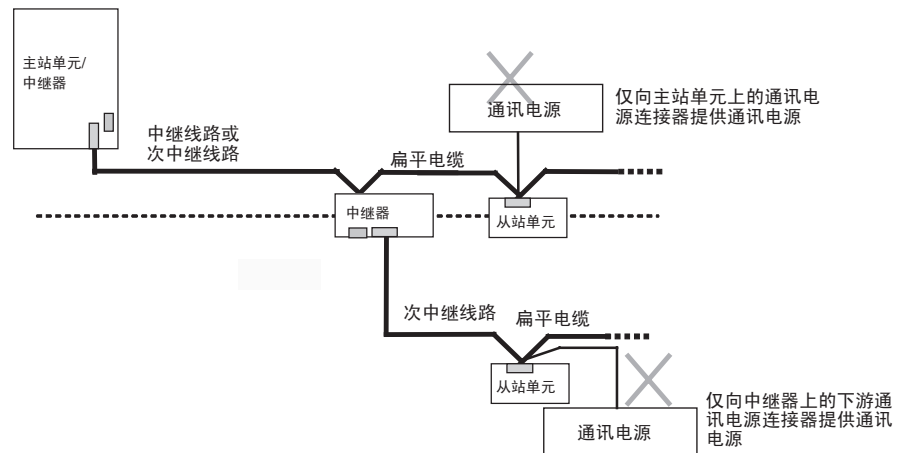 主站单元/
中继器
中继线路或
次中继线路
扁平电缆
通讯电源
仅向主站单元上的通讯电
源连接器提供通讯电源
中继器
从站单元
次中继线路
扁平电缆
从站单元
通讯电源
仅向中继器上的下游通
讯电源连接器提供通讯
电源